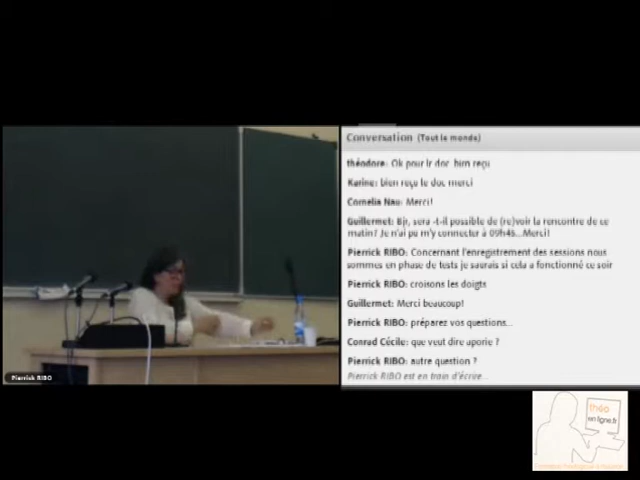 Conversation (Tout le monde)
théodore: Ok pour le doc bien reçu
Karine: bien reçu le doc merci
Cornelia Nau: Merci!
Guillermet: Bjr, sera -t-il possible de (re)voir la rencontre de ce
matin? Je n'ai pu m'y connecter à 09h45...Merci!
Pierrick RIBO: Concernant l'enregistrement des sessions nous
sommes en phase de tests je saurais si cela a fonctionné ce soir
Pierrick RIBO: croisons les doigts
Guillermet: Merci beaucoup!
Pierrick RIBO: préparez vos questions...
Conrad Cécile: que veut dire aporie ?
Pierrick RIBO: autre question ?
Pierrick RIBO est en train d'écrire...
Pierrick RIBO
théo
en ligne.fr